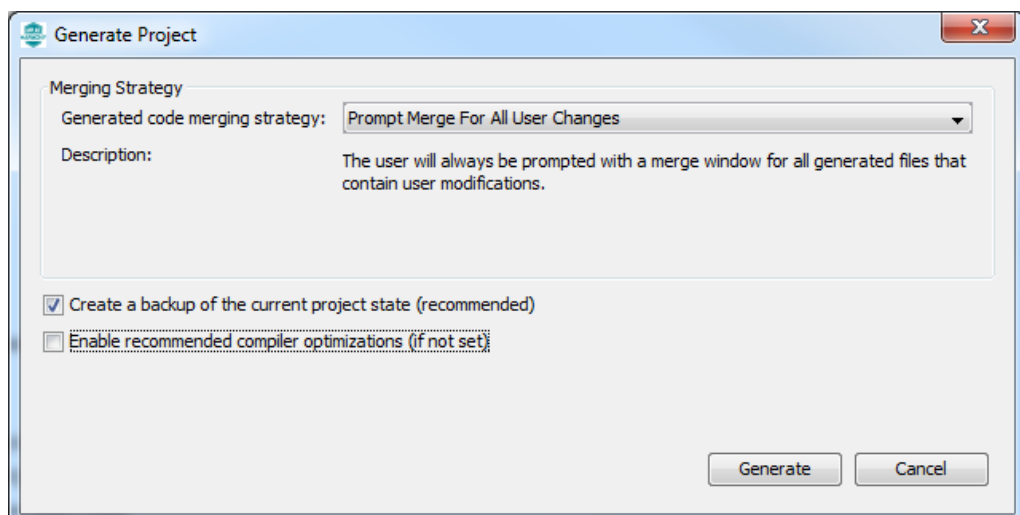 Generate Project
Merging Strategy
Generated code merging strategy: Prompt Merge For All User Changes
Description: The user will always be prompted with a merge window for all generated files that
contain user modifications.
Create a backup of the current project state (recommended)
Enable recommended compiler optimizations (if not set)
Generate Cancel